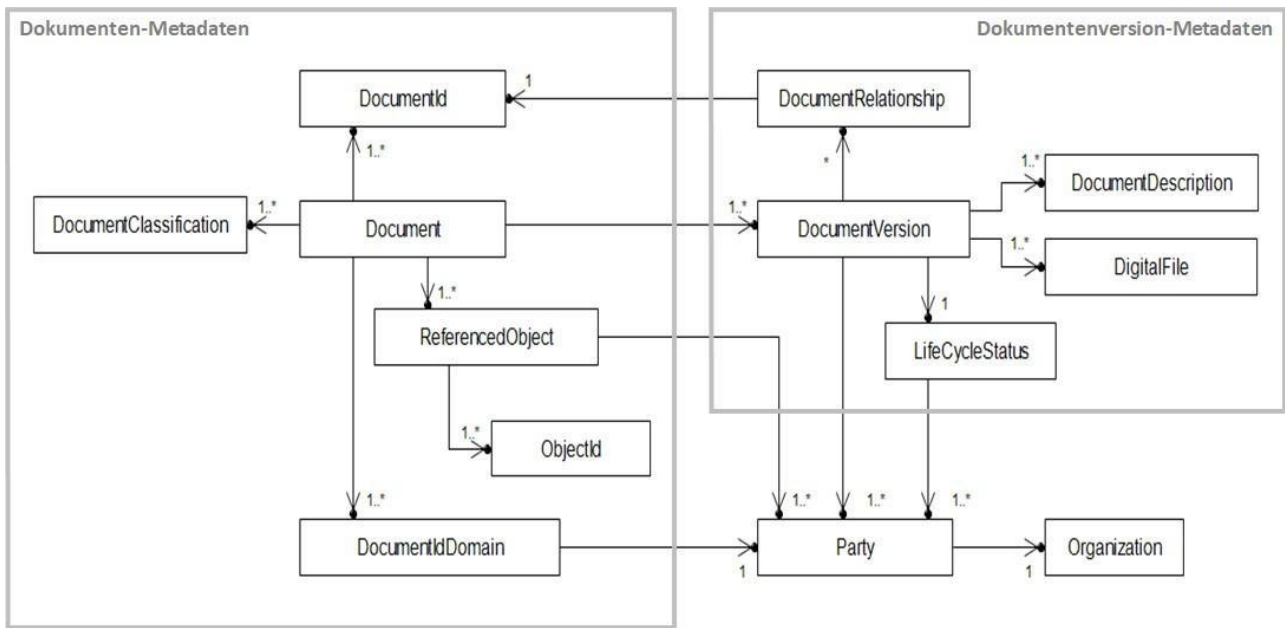 Dokumenten-Metadaten
Dokumentenversion-Metadaten
DocumentId
1
DocumentRelationship
1..*
*
1..*
DocumentDescription
DocumentClassification
1..*
Document
1..*
DocumentVersion
1..*
DigitalFile
1..*
1
ReferencedObject
LifeCycleStatus
1..*
ObjectId
1..*
1..*
1..*
1..*
DocumentIdDomain
1
Party
1
Organization